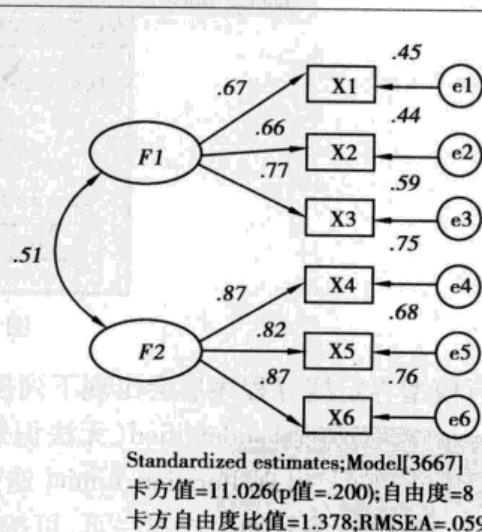 .45
.67
X1
e1
.44
F1
.66
X2
e2
.77
.59
X3
e3
.75
.51
.87
X4
e4
.68
F2
.82
X5
e5
.87
.76
X6
e6
Standardized estimates;Model[3667]
卡方值=11.026(p值=.200);自由度=8
卡方自由度比值=1.378;RMSEA=.059